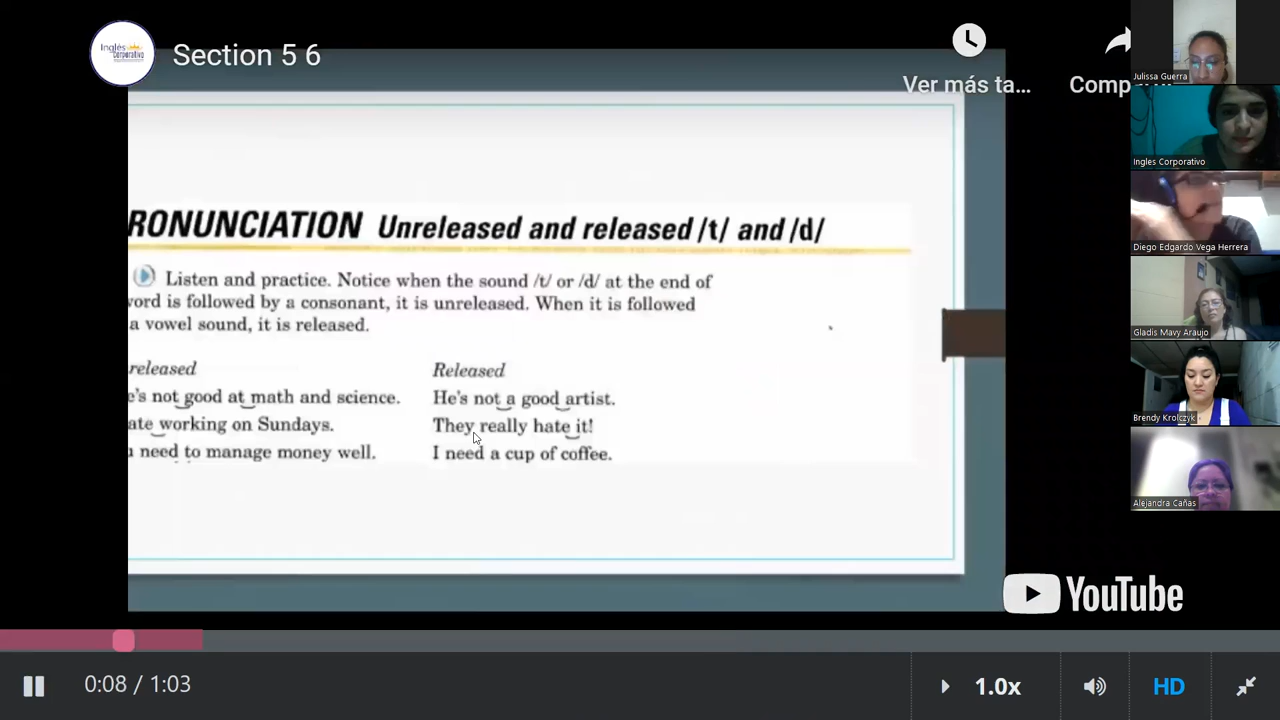 Inglés
Corporativo
Section 5 6
Ver más ta...
Comp
RONUNCIATION Unreleased and released /t/ and /d/
Listen and practice. Notice when the sound /t/ or /d/ at the end of
vord is followed by a consonant, it is unreleased. When it is followed
a vowel sound, it is released.
released
e's not good at math and science.
ate working on Sundays.
u need to manage money well.
Released
He's not a good artist.
They really hate it!
I need a cup of coffee.
Julissa Guerra
Ingles Corporativo
Diego Edgardo Vega Herrera
Gladis Mavy Araujo
Brendy Krolczyk
Alejandra Cañas
YouTube
0:08 / 1:03
1.0x
HD